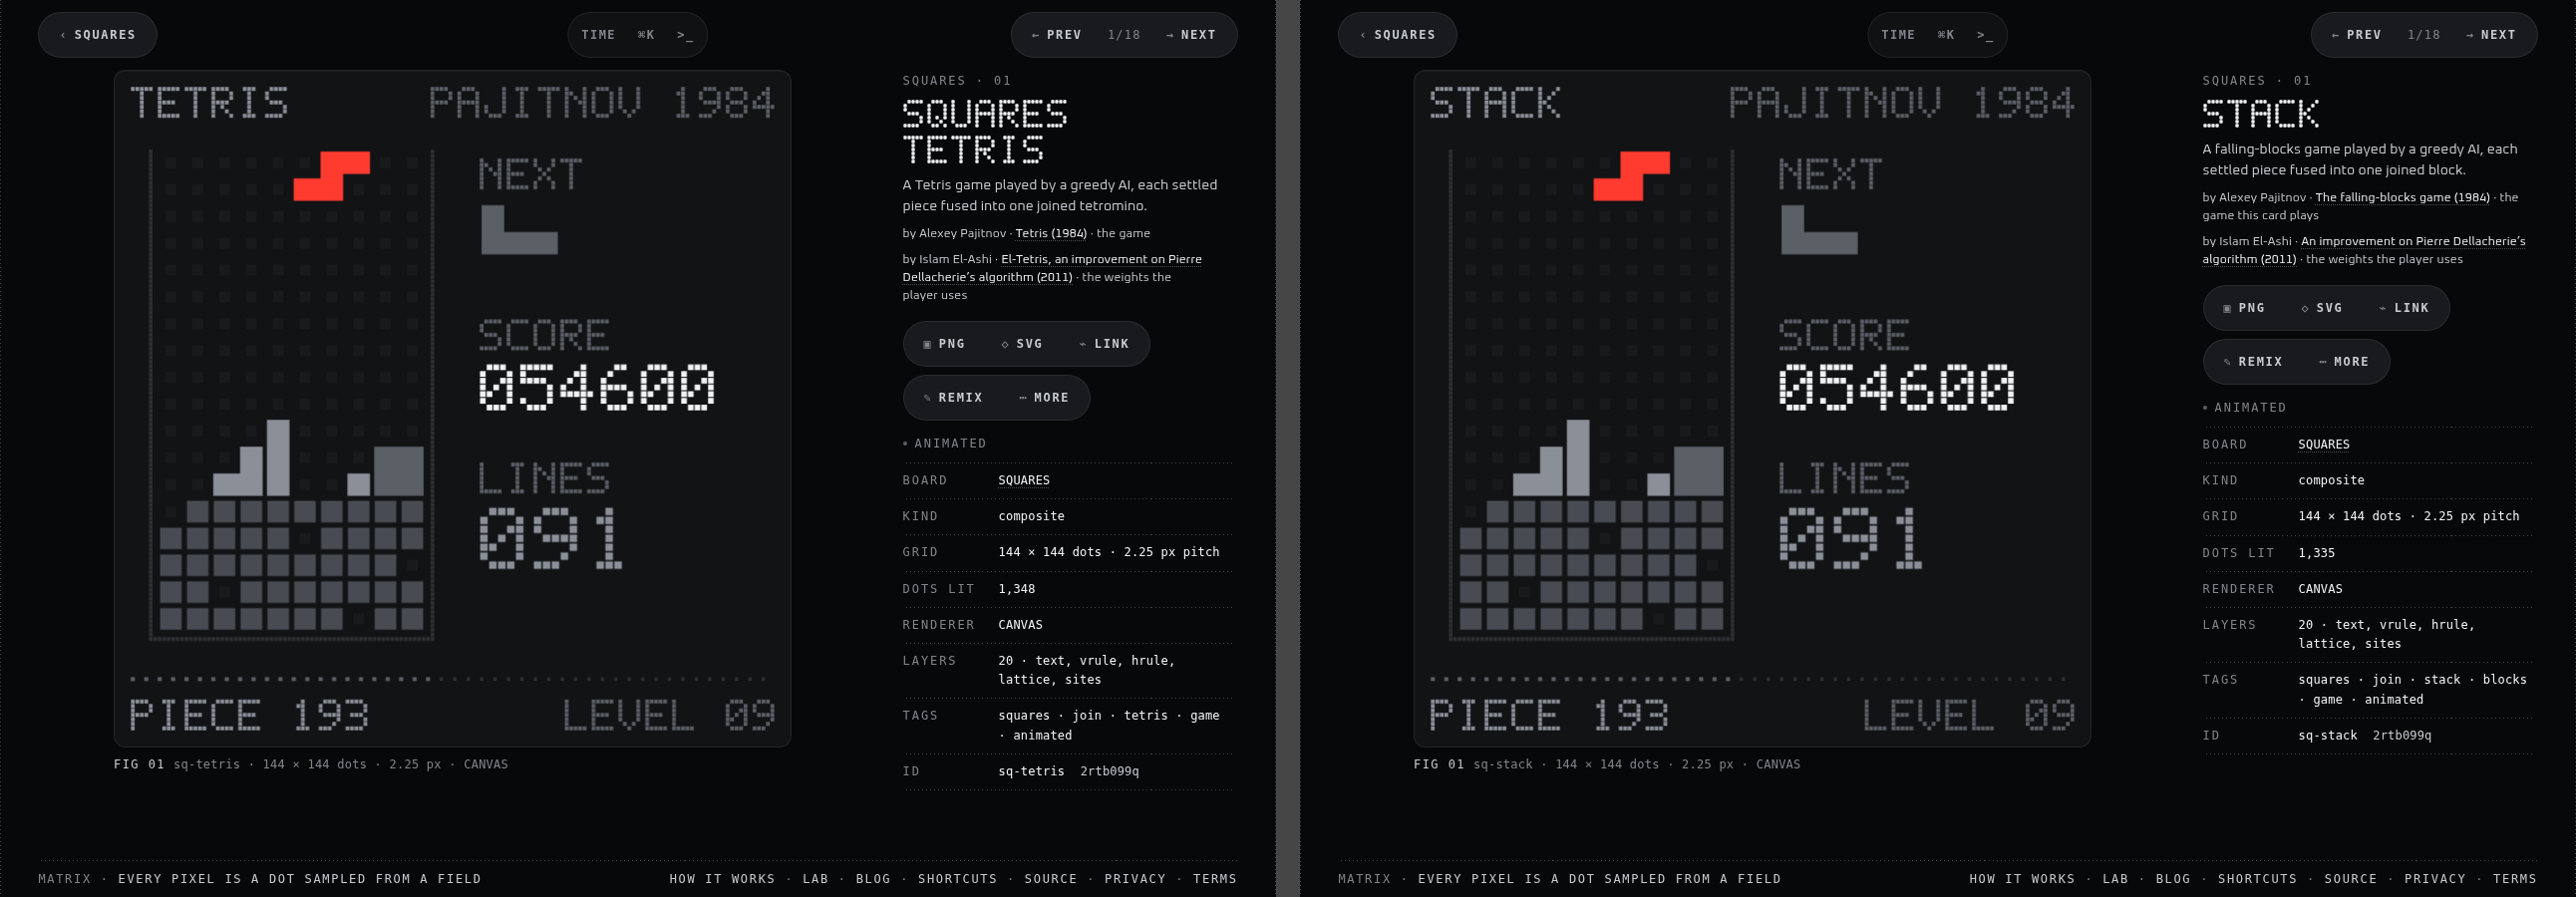 ‹ SQUARES
TIME ⌘K >_
← PREV 1/18 → NEXT
TETRIS PAJITNOV 1984
NEXT
SCORE
054600
LINES
091
PIECE 193 LEVEL 09
FIG 01 sq-tetris · 144 × 144 dots · 2.25 px · CANVAS
SQUARES · 01
SQUARES
TETRIS
A Tetris game played by a greedy AI, each settled
piece fused into one joined tetromino.
by Alexey Pajitnov · Tetris (1984) · the game
by Islam El-Ashi · El-Tetris, an improvement on Pierre
Dellacherie’s algorithm (2011) · the weights the
player uses
▣ PNG ◇ SVG ⌁ LINK
✎ REMIX ⋯ MORE
• ANIMATED
BOARD SQUARES
KIND composite
GRID 144 × 144 dots · 2.25 px pitch
DOTS LIT 1,348
RENDERER CANVAS
LAYERS 20 · text, vrule, hrule,
lattice, sites
TAGS squares · join · tetris · game
· animated
ID sq-tetris 2rtb099q
MATRIX · EVERY PIXEL IS A DOT SAMPLED FROM A FIELD
HOW IT WORKS · LAB · BLOG · SHORTCUTS · SOURCE · PRIVACY · TERMS
‹ SQUARES
TIME ⌘K >_
← PREV 1/18 → NEXT
STACK PAJITNOV 1984
NEXT
SCORE
054600
LINES
091
PIECE 193 LEVEL 09
FIG 01 sq-stack · 144 × 144 dots · 2.25 px · CANVAS
SQUARES · 01
STACK
A falling-blocks game played by a greedy AI, each
settled piece fused into one joined block.
by Alexey Pajitnov · The falling-blocks game (1984) · the
game this card plays
by Islam El-Ashi · An improvement on Pierre Dellacherie’s
algorithm (2011) · the weights the player uses
▣ PNG ◇ SVG ⌁ LINK
✎ REMIX ⋯ MORE
• ANIMATED
BOARD SQUARES
KIND composite
GRID 144 × 144 dots · 2.25 px pitch
DOTS LIT 1,335
RENDERER CANVAS
LAYERS 20 · text, vrule, hrule,
lattice, sites
TAGS squares · join · stack · blocks
· game · animated
ID sq-stack 2rtb099q
MATRIX · EVERY PIXEL IS A DOT SAMPLED FROM A FIELD
HOW IT WORKS · LAB · BLOG · SHORTCUTS · SOURCE · PRIVACY · TERMS